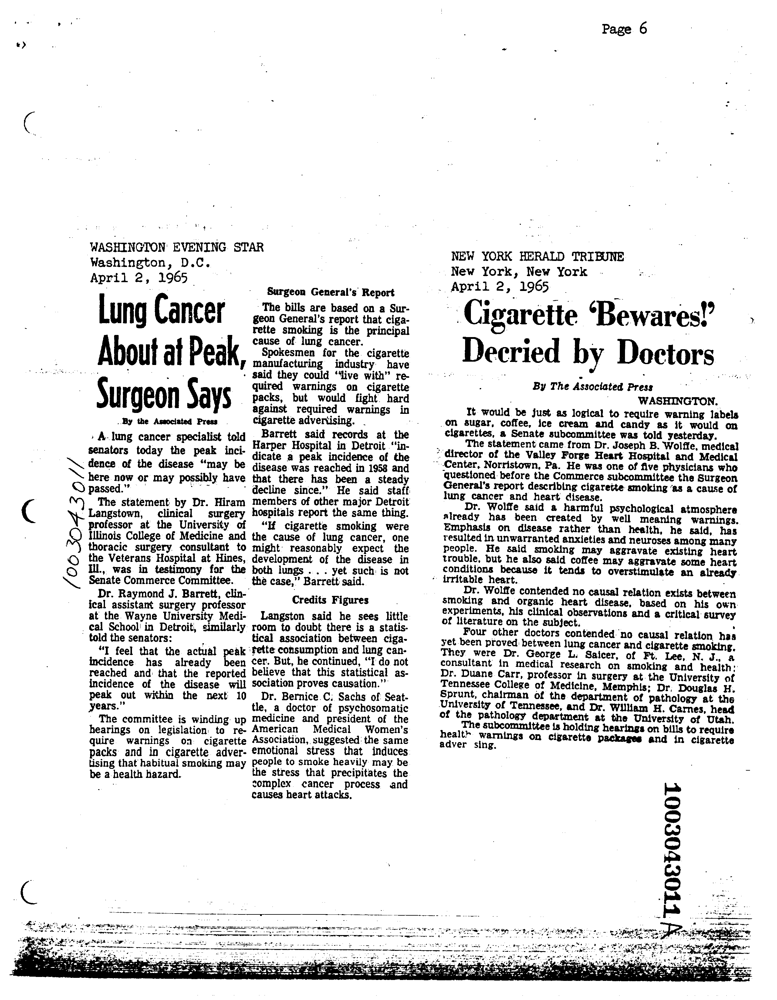 Page 6
WASHINGTON EVENING STAR
Washington, D.C.
April 2, 1965
Lung Cancer
About at Peak,
Surgeon Says
By the Associated Press
A lung cancer specialist told
senators today the peak inci-
dence of the disease "may be
here now or may possibly have
passed."
The statement by Dr. Hiram
Langstown, clinical surgery
professor at the University of
Illinois College of Medicine and
thoracic surgery consultant to
the Veterans Hospital at Hines,
Ill., was in testimony for the
Senate Commerce Committee.
Dr. Raymond J. Barrett, clin-
ical assistant surgery professor
at the Wayne University Medi-
cal School in Detroit, similarly
told the senators:
"I feel that the actual peak
incidence has already been
reached and that the reported
incidence of the disease will
peak out within the next 10
years."
The committee is winding up
hearings on legislation to re-
quire warnings on cigarette
packs and in cigarette adver-
tising that habitual smoking may
be a health hazard.
Surgeon General's Report
The bills are based on a Sur-
geon General's report that ciga-
rette smoking is the principal
cause of lung cancer.
Spokesmen for the cigarette
manufacturing industry have
said they could "live with" re-
quired warnings on cigarette
packs, but would fight hard
against required warnings in
cigarette advertising.
Barrett said records at the
Harper Hospital in Detroit "in-
dicate a peak incidence of the
disease was reached in 1958 and
that there has been a steady
decline since." He said staff
members of other major Detroit
hospitals report the same thing.
"If cigarette smoking were
the cause of lung cancer, one
might reasonably expect the
development of the disease in
both lungs . . . yet such is not
the case," Barrett said.
Credits Figures
Langston said he sees little
room to doubt there is a statis-
tical association between ciga-
rette consumption and lung can-
cer. But, he continued, "I do not
believe that this statistical as-
sociation proves causation."
Dr. Bernice C. Sachs of Seat-
tle, a doctor of psychosomatic
medicine and president of the
American Medical Women's
Association, suggested the same
emotional stress that induces
people to smoke heavily may be
the stress that precipitates the
complex cancer process and
causes heart attacks.
NEW YORK HERALD TRIBUNE
New York, New York
April 2, 1965
Cigarette 'Bewares!'
Decried by Doctors
By The Associated Press
WASHINGTON.
It would be just as logical to require warning labels
on sugar, coffee, ice cream and candy as it would on
cigarettes, a Senate subcommittee was told yesterday.
The statement came from Dr. Joseph B. Wolffe, medical
director of the Valley Forge Heart Hospital and Medical
Center, Norristown, Pa. He was one of five physicians who
questioned before the Commerce subcommittee the Surgeon
General's report describing cigarette smoking as a cause of
lung cancer and heart disease.
Dr. Wolffe said a harmful psychological atmosphere
already has been created by well meaning warnings.
Emphasis on disease rather than health, he said, has
resulted in unwarranted anxieties and neuroses among many
people. He said smoking may aggravate existing heart
trouble, but he also said coffee may aggravate some heart
conditions because it tends to overstimulate an already
irritable heart.
Dr. Wolffe contended no causal relation exists between
smoking and organic heart disease, based on his own
experiments, his clinical observations and a critical survey
of literature on the subject.
Four other doctors contended no causal relation has
yet been proved between lung cancer and cigarette smoking.
They were Dr. George L. Saicer, of Ft. Lee, N. J., a
consultant in medical research on smoking and health;
Dr. Duane Carr, professor in surgery at the University of
Tennessee College of Medicine, Memphis; Dr. Douglas H.
Sprunt, chairman of the department of pathology at the
University of Tennessee, and Dr. William H. Carnes, head
of the pathology department at the University of Utah.
The subcommittee is holding hearings on bills to require
health warnings on cigarette packages and in cigarette
adver sing.
1003043011
1003043011 A